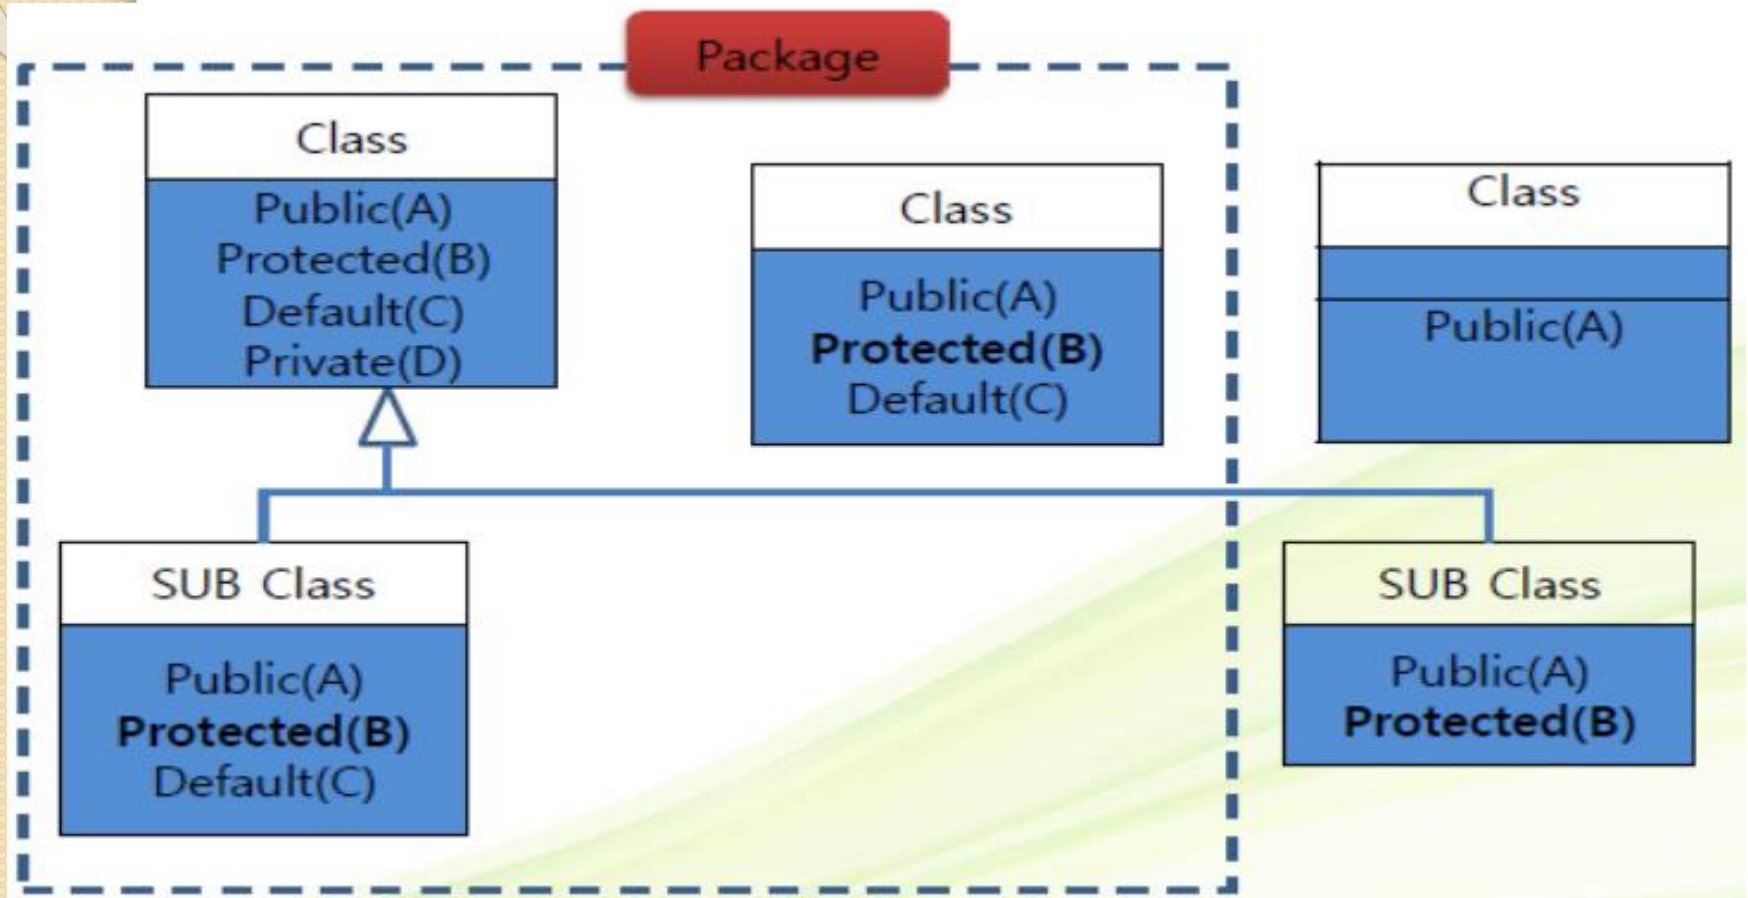 Package
Class
Public(A)
Protected(B)
Default(C)
Private(D)
Class
Public(A)
Protected(B)
Default(C)
Class
Public(A)
SUB Class
Public(A)
Protected(B)
Default(C)
SUB Class
Public(A)
Protected(B)